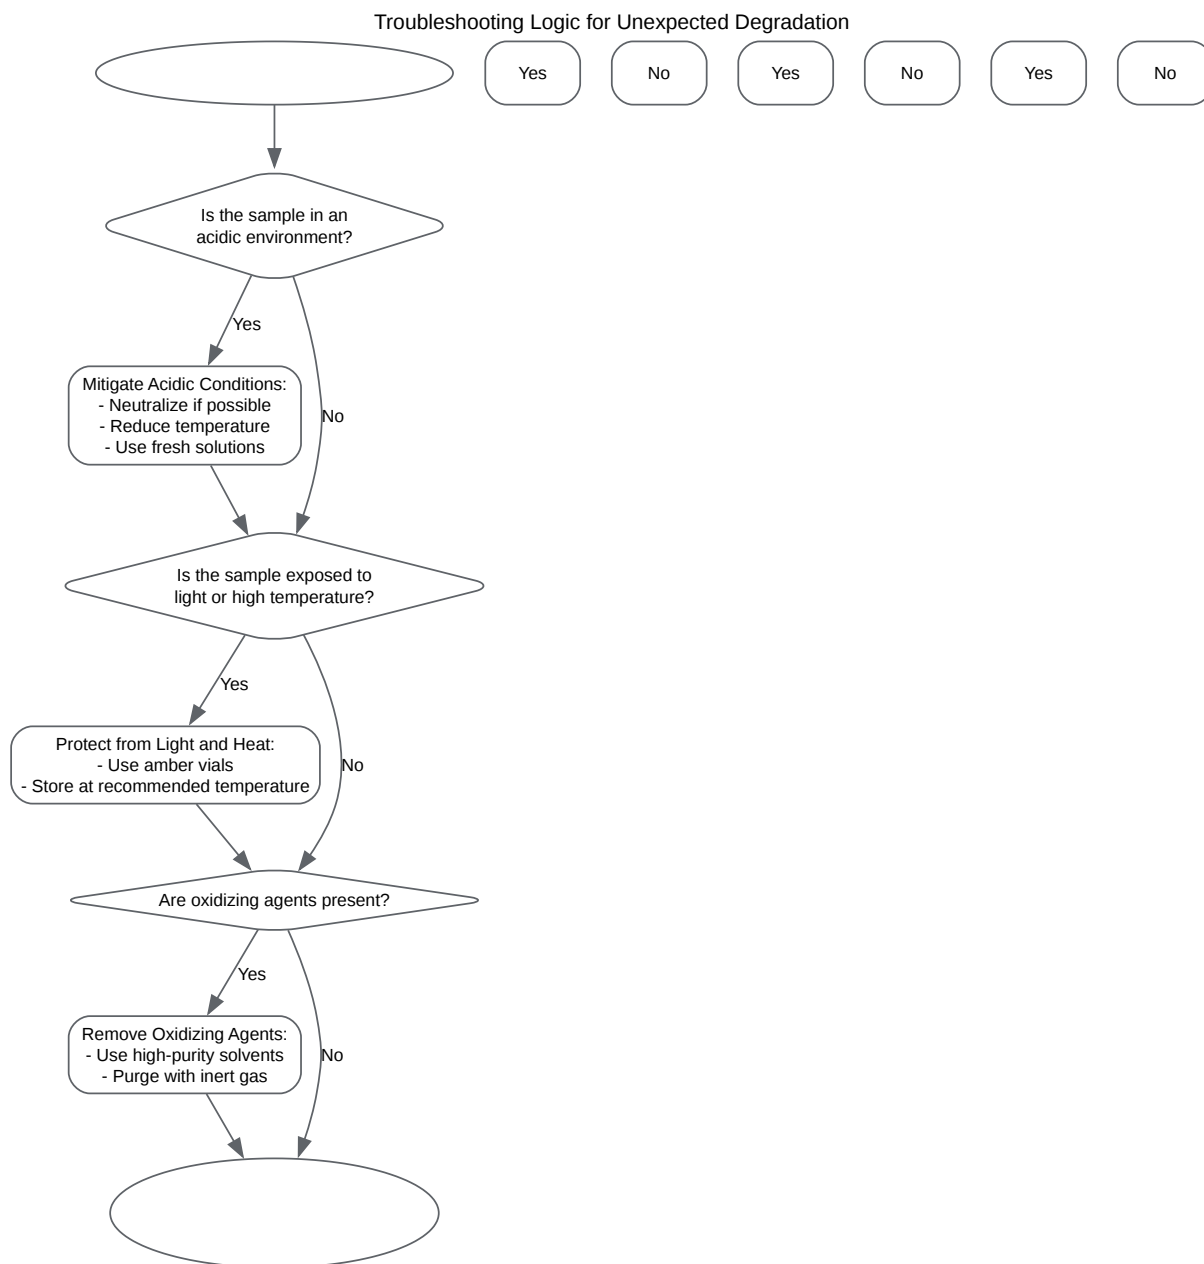 Troubleshooting Logic for Unexpected Degradation
Yes
No
Yes
No
Yes
No
Is the sample in an
acidic environment?
Yes
Mitigate Acidic Conditions:
- Neutralize if possible
- Reduce temperature
- Use fresh solutions
No
Is the sample exposed to
light or high temperature?
Yes
Protect from Light and Heat:
- Use amber vials
- Store at recommended temperature
No
Are oxidizing agents present?
Yes
Remove Oxidizing Agents:
- Use high-purity solvents
- Purge with inert gas
No